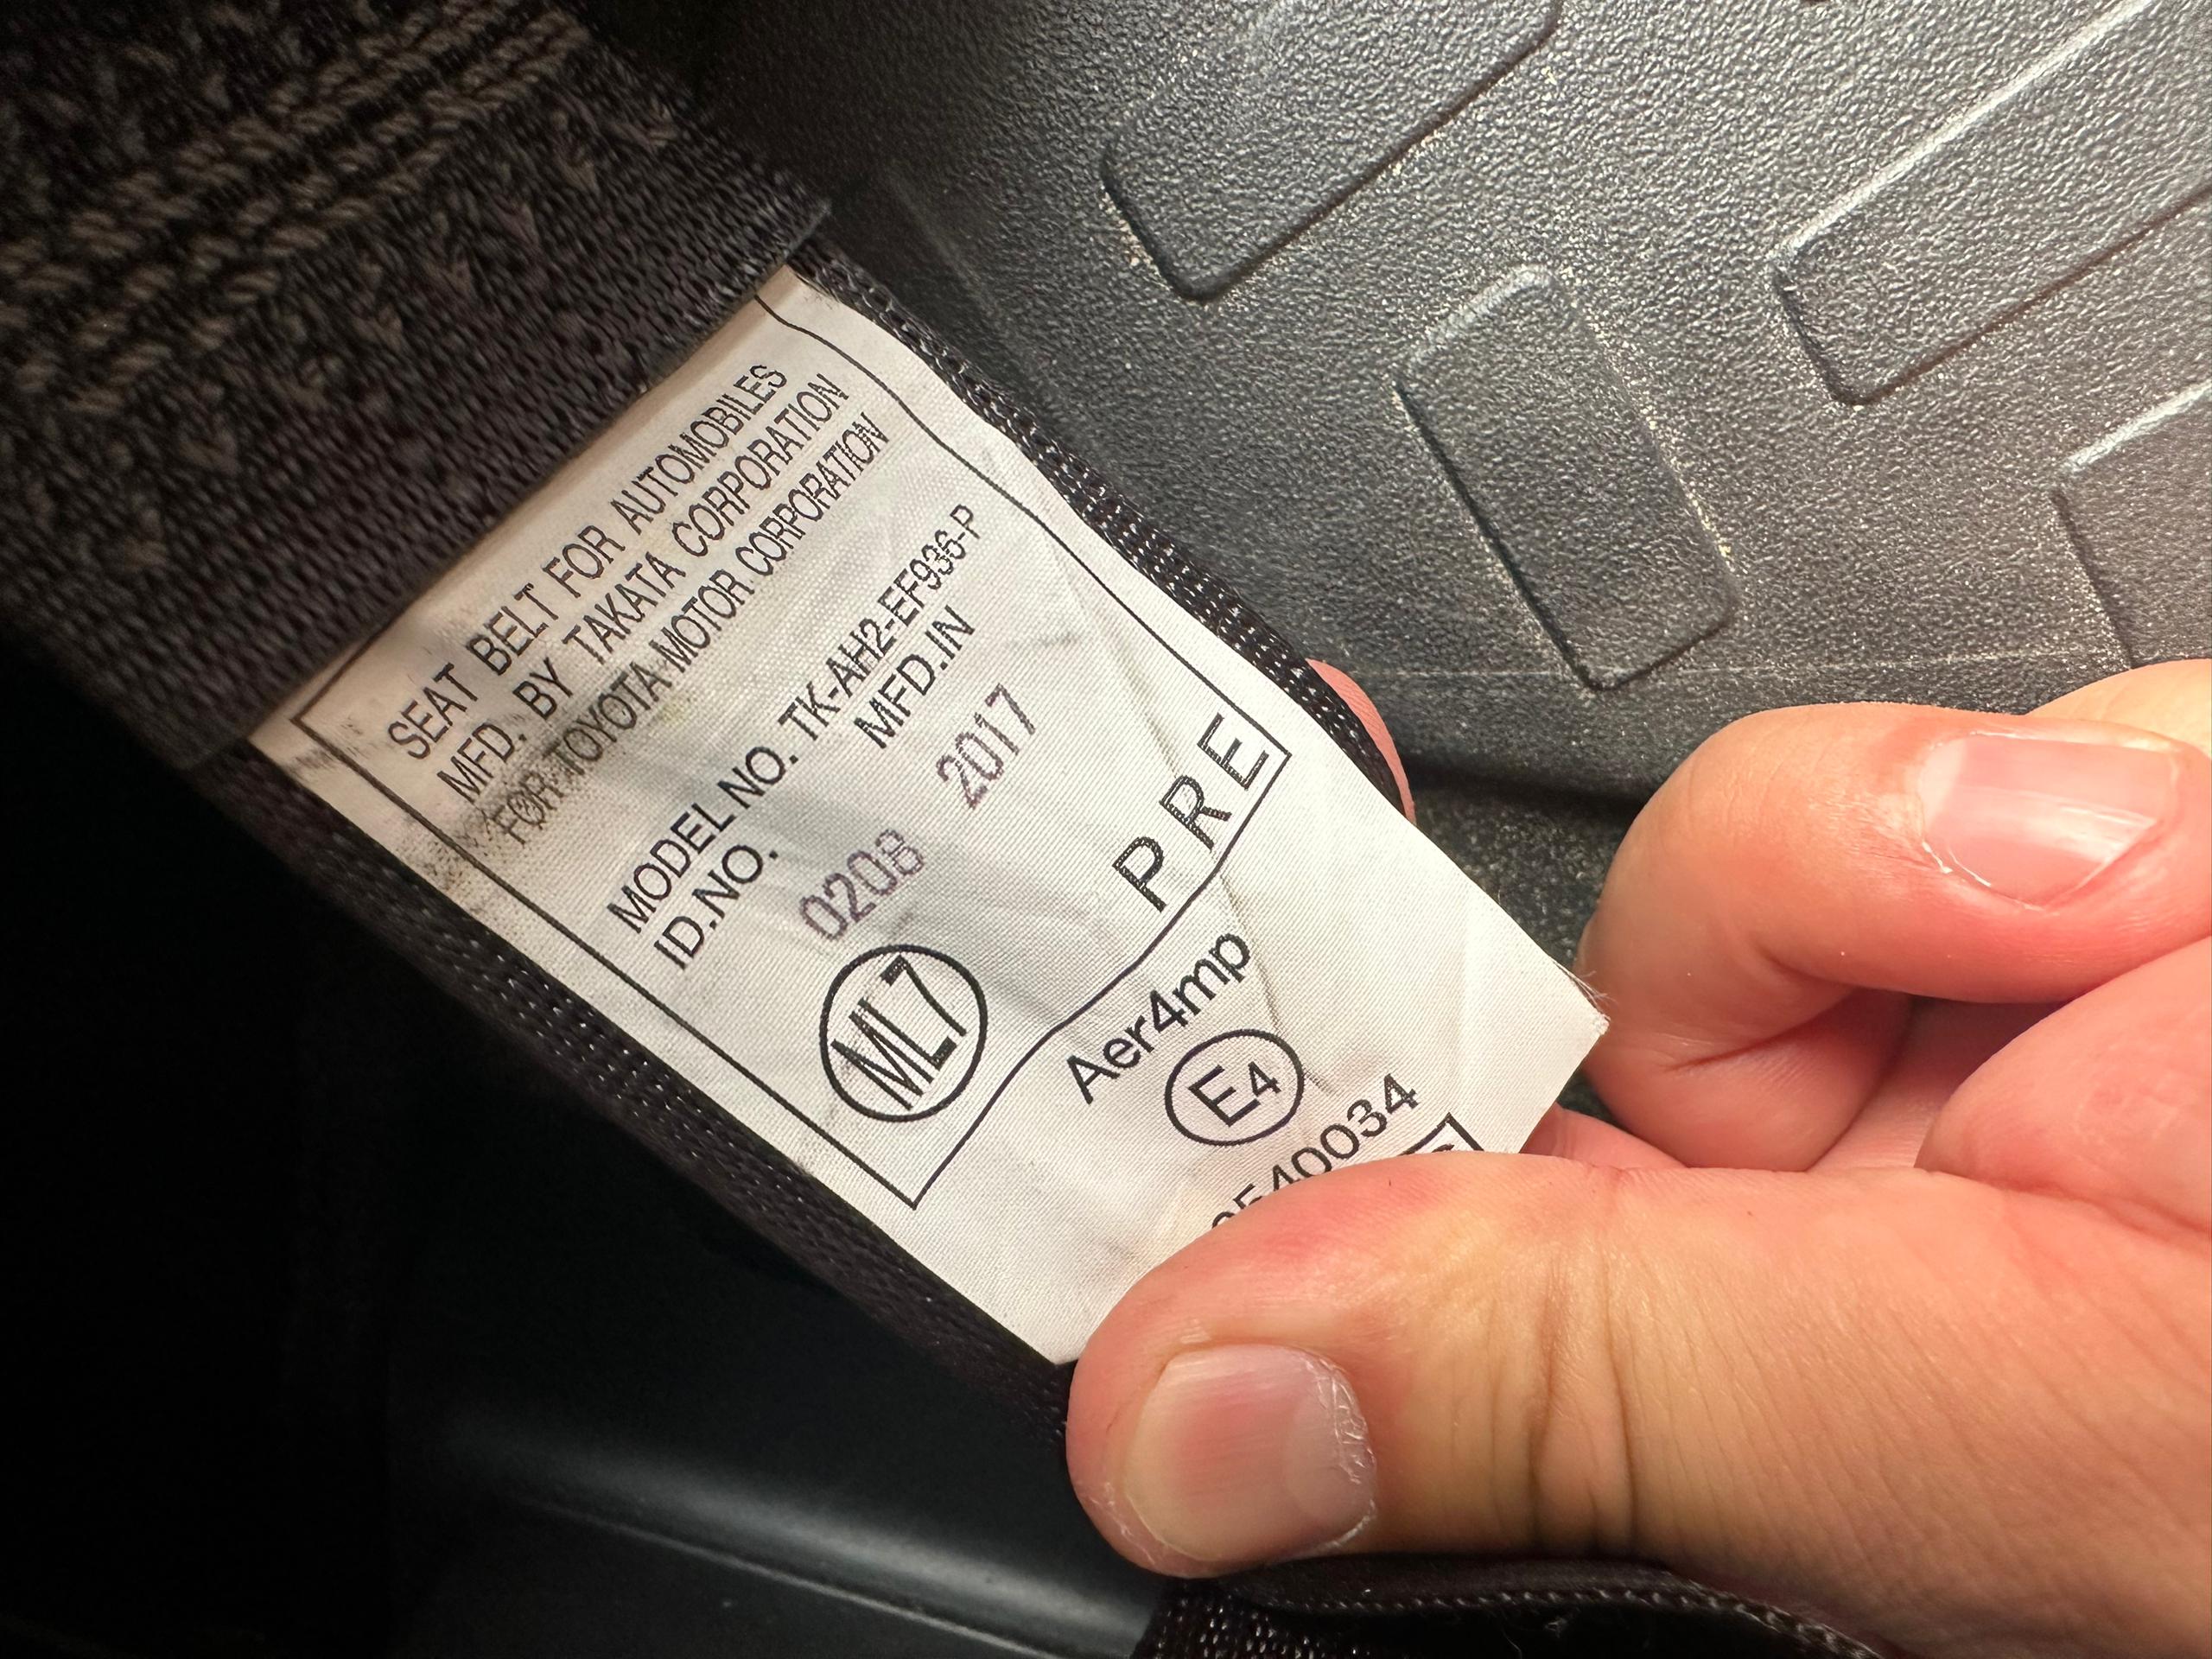 SEAT BELT FOR AUTOMOBILES
MFD. BY TAKATA CORPORATION
FOR TOYOTA MOTOR CORPORATION
MODEL NO. TK-AH2-EF936-P
ID.NO. MFD.IN
0208 2017
ML7 PRE
Aer4mp
E4
540034